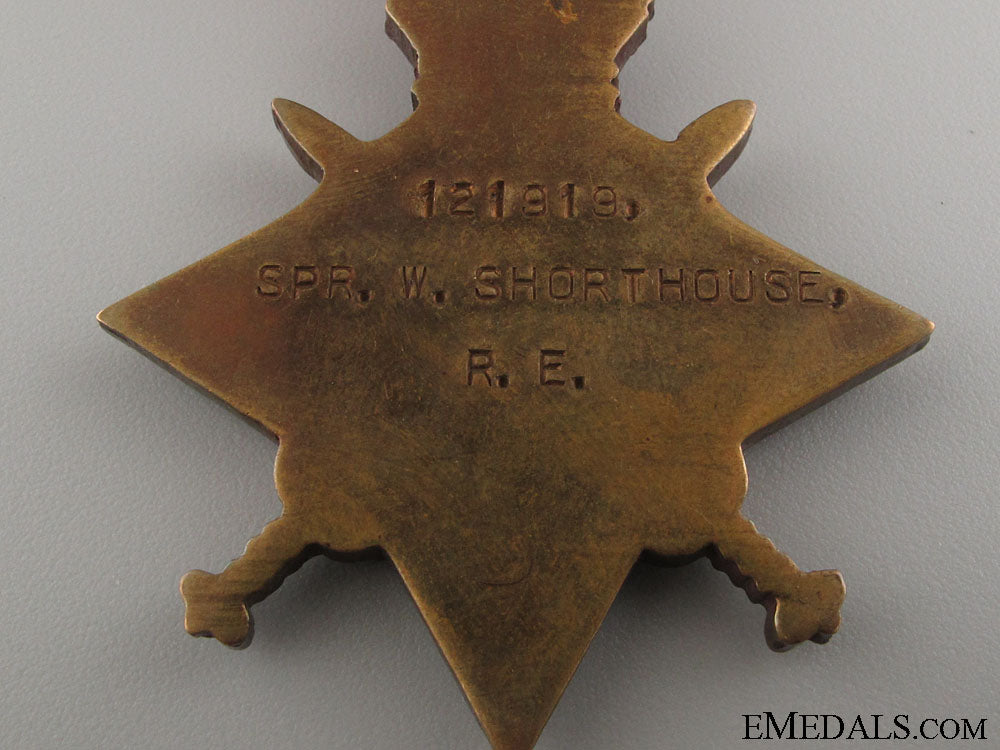 121919,
SPR. W. SHORTHOUSE,
R. E.
EMEDALS.COM